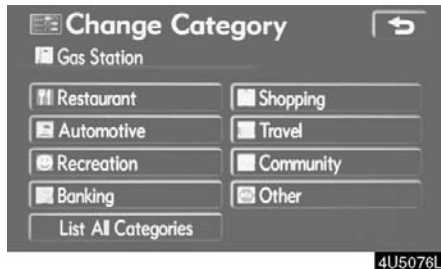 Change Category
Gas Station
Restaurant Shopping
Automotive Travel
Recreation Community
Banking Other
List All Categories
4U5076L